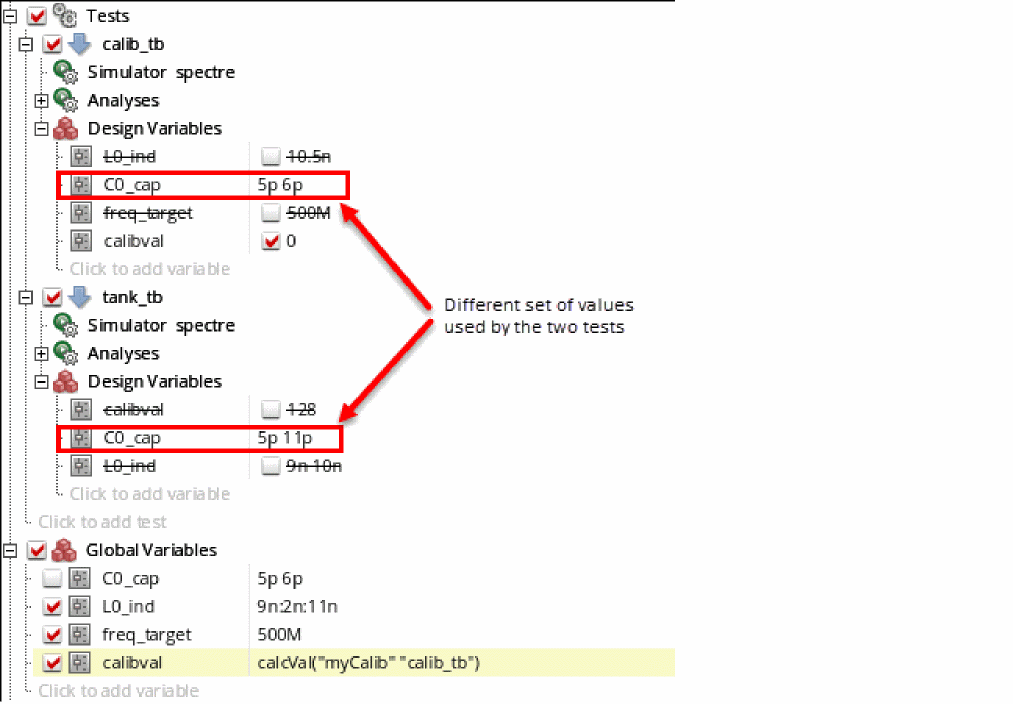 Tests
calib_tb
Simulator spectre
Analyses
Design Variables
L0_ind 10.5n
C0_cap 5p 6p
freq_target 500M
calibval 0
Click to add variable
tank_tb
Simulator spectre
Analyses
Design Variables
calibval 128
C0_cap 5p 11p
L0_ind 9n 10n
Click to add variable
Click to add test
Different set of values
used by the two tests
Global Variables
C0_cap 5p 6p
L0_ind 9n:2n:11n
freq_target 500M
calibval calcVal("myCalib" "calib_tb")
Click to add variable